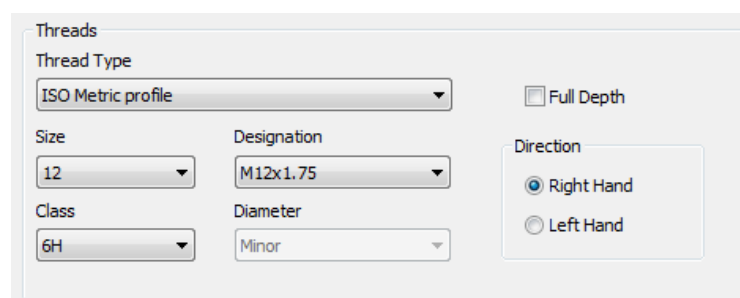 Threads
Thread Type
ISO Metric profile
Full Depth
Size
Designation
Direction
12
M12x1.75
Right Hand
Class
Diameter
Left Hand
6H
Minor